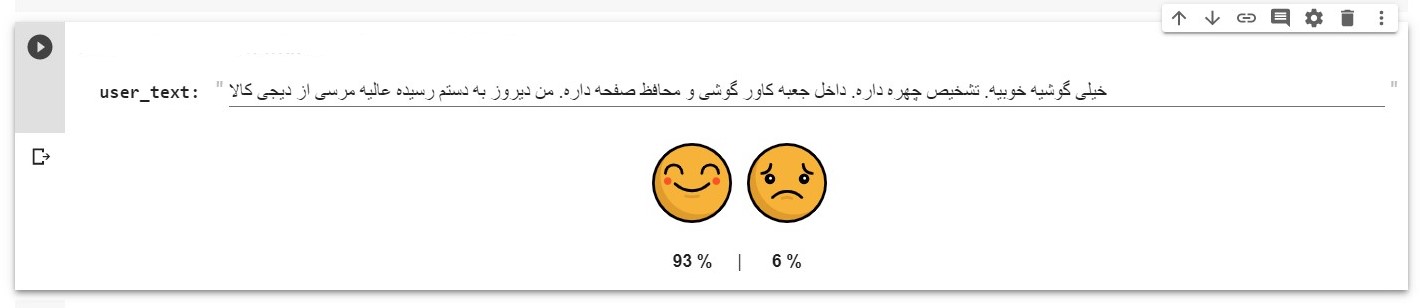 user_text: " خیلی گوشیه خوبیه. تشخیص چهره داره. داخل جعبه کاور گوشی و محافظ صفحه داره. من دیروز به دستم رسیده عالیه مرسی از دیجی کالا "
93 % | 6 %